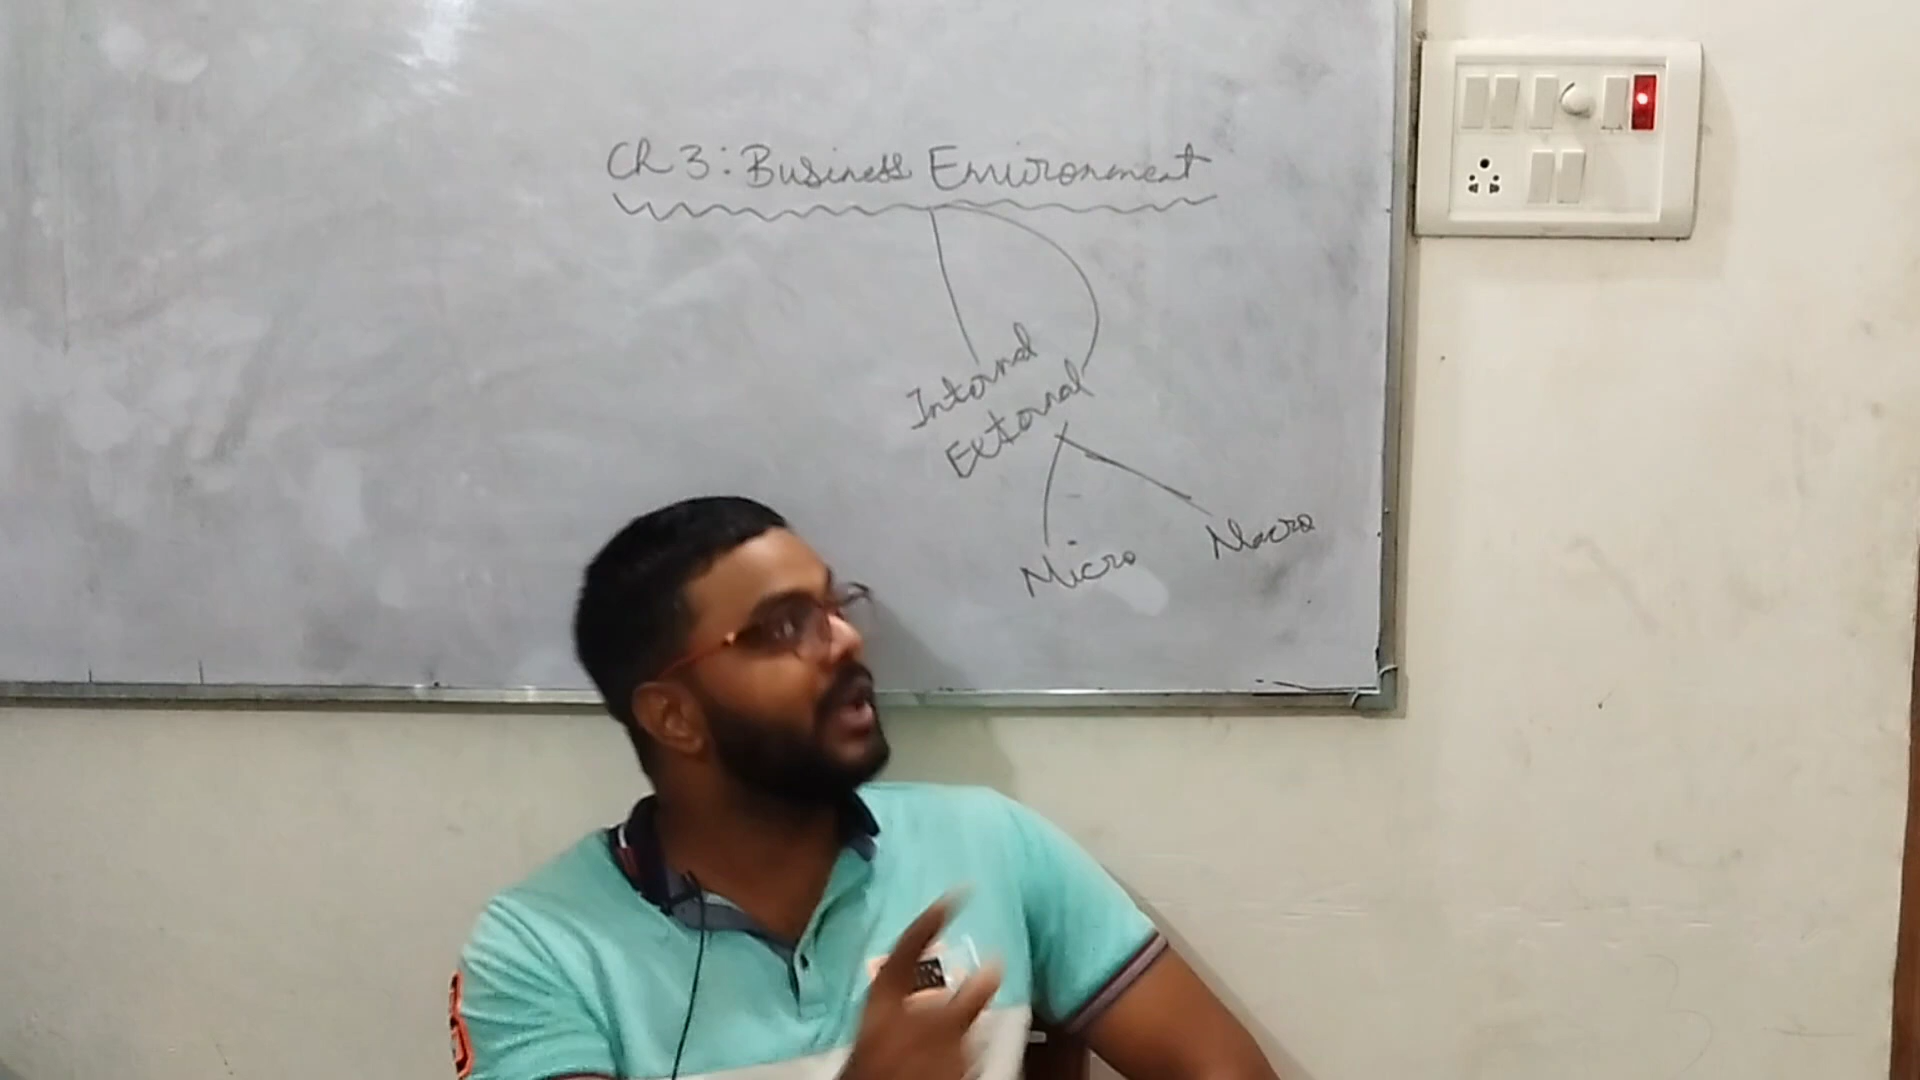 Ch 3: Business Environment
Internal
External
Micro
Macro